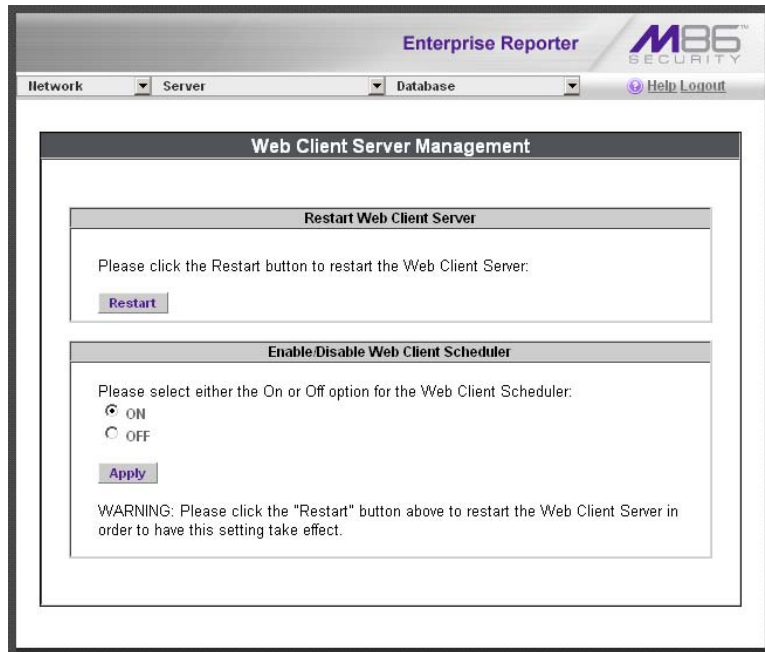 Enterprise Reporter
M86
SECURITY
™
Network
Server
Database
Help Logout
Web Client Server Management
Restart Web Client Server
Please click the Restart button to restart the Web Client Server:
Restart
Enable/Disable Web Client Scheduler
Please select either the On or Off option for the Web Client Scheduler:
ON
OFF
Apply
WARNING: Please click the "Restart" button above to restart the Web Client Server in
order to have this setting take effect.